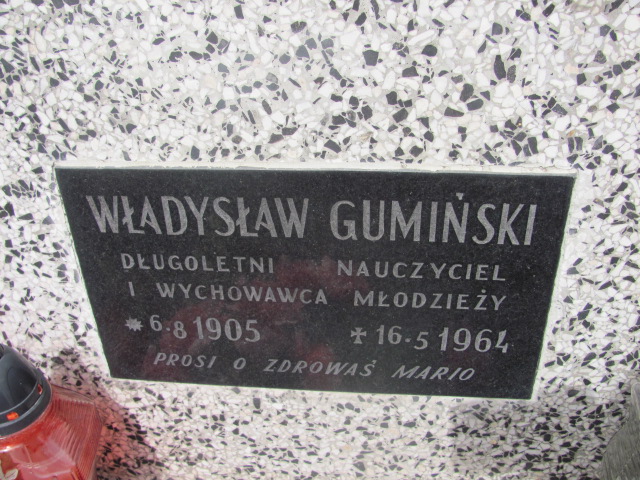 WŁADYSŁAW GUMIŃSKI
DŁUGOLETNI NAUCZYCIEL
I WYCHOWAWCA MŁODZIEŻY
* 6-8 1905 ✝ 16-5 1964
PROSI O ZDROWAŚ MARIO